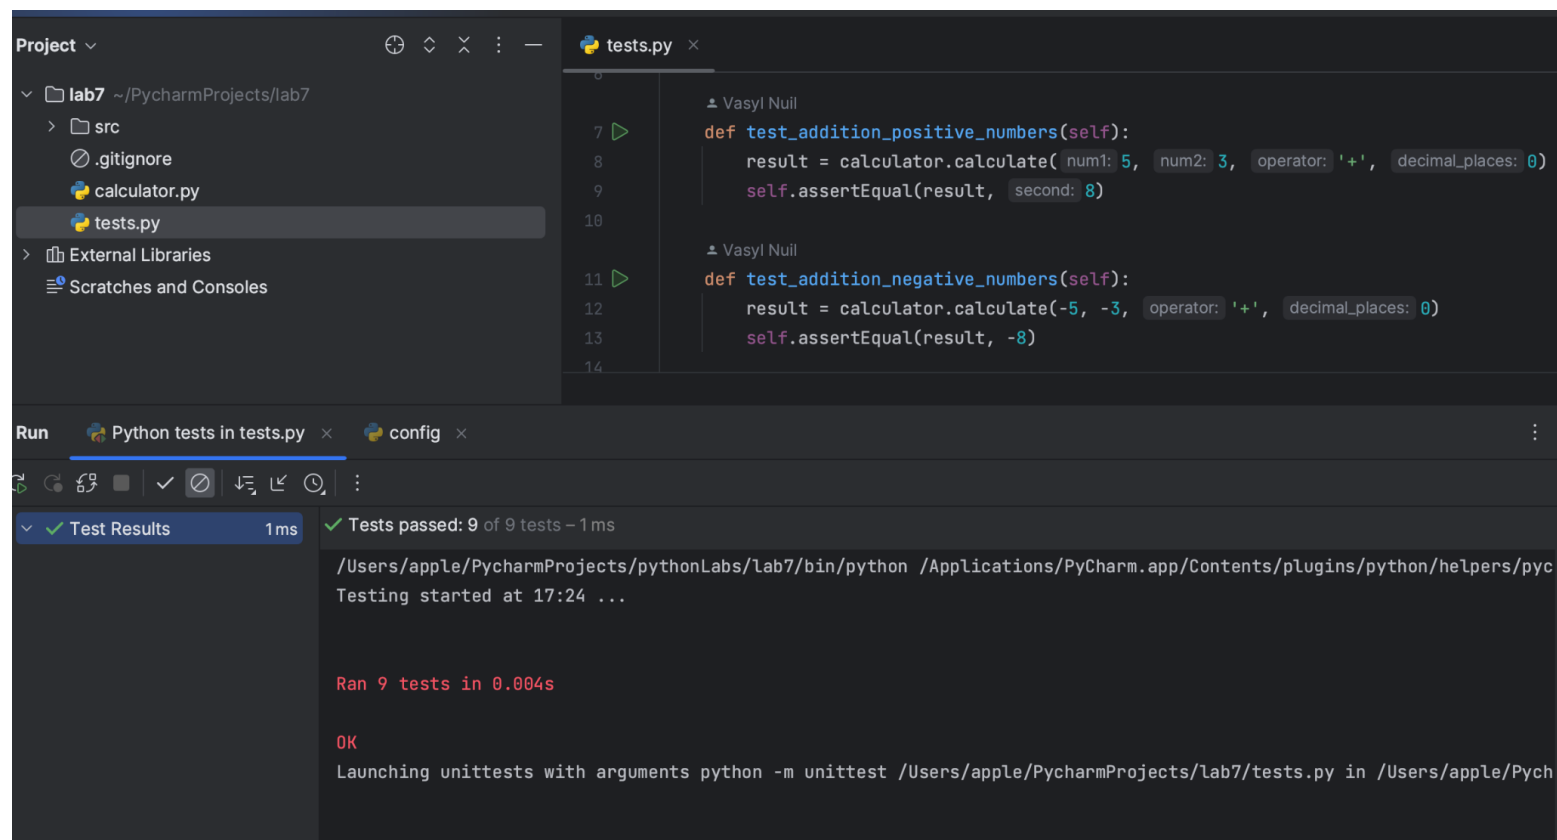 Project
lab7 ~/PycharmProjects/lab7
src
.gitignore
calculator.py
tests.py
External Libraries
Scratches and Consoles
tests.py
6
Vasyl Nuil
7 def test_addition_positive_numbers(self):
8 result = calculator.calculate( num1: 5, num2: 3, operator: '+', decimal_places: 0)
9 self.assertEqual(result, second: 8)
10
Vasyl Nuil
11 def test_addition_negative_numbers(self):
12 result = calculator.calculate(-5, -3, operator: '+', decimal_places: 0)
13 self.assertEqual(result, -8)
14
Run Python tests in tests.py config
Test Results 1 ms
Tests passed: 9 of 9 tests – 1 ms
/Users/apple/PycharmProjects/pythonLabs/lab7/bin/python /Applications/PyCharm.app/Contents/plugins/python/helpers/pyc
Testing started at 17:24 ...
Ran 9 tests in 0.004s
OK
Launching unittests with arguments python -m unittest /Users/apple/PycharmProjects/lab7/tests.py in /Users/apple/Pych